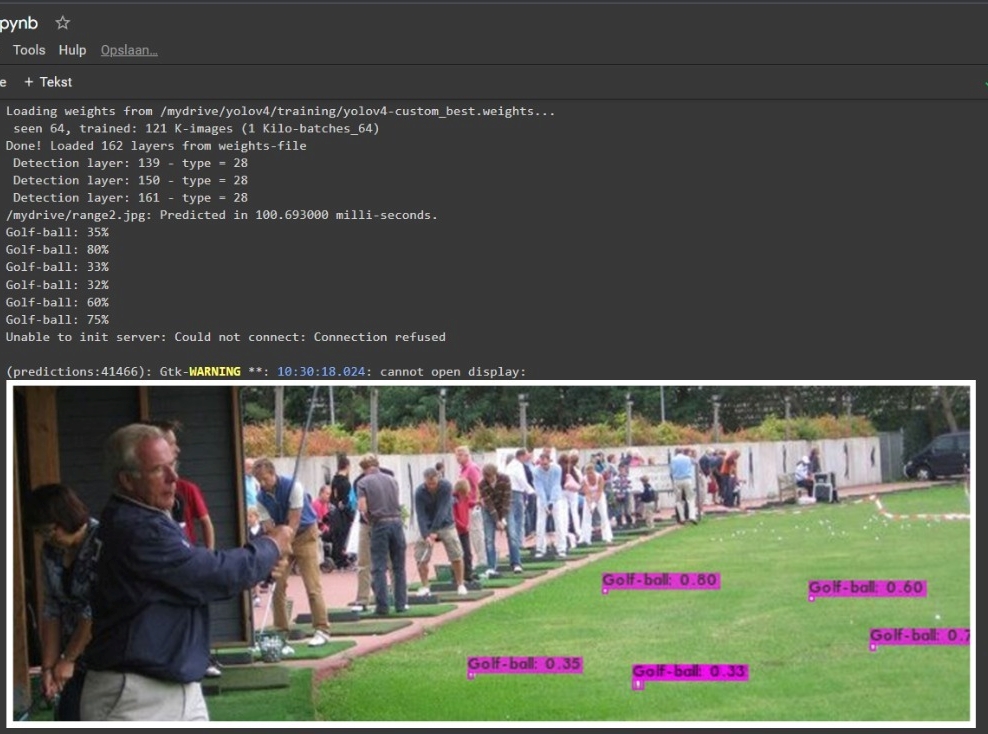 pynb
Tools Hulp Opslaan...
e + Tekst
Loading weights from /mydrive/yolov4/training/yolov4-custom_best.weights...
seen 64, trained: 121 K-images (1 Kilo-batches_64)
Done! Loaded 162 layers from weights-file
Detection layer: 139 - type = 28
Detection layer: 150 - type = 28
Detection layer: 161 - type = 28
/mydrive/range2.jpg: Predicted in 100.693000 milli-seconds.
Golf-ball: 35%
Golf-ball: 80%
Golf-ball: 33%
Golf-ball: 32%
Golf-ball: 60%
Golf-ball: 75%
Unable to init server: Could not connect: Connection refused
(predictions:41466): Gtk-WARNING **: 10:30:18.024: cannot open display:
Golf-ball: 0.80
Golf-ball: 0.60
Golf-ball: 0.7
Golf-ball: 0.35
Golf-ball: 0.33